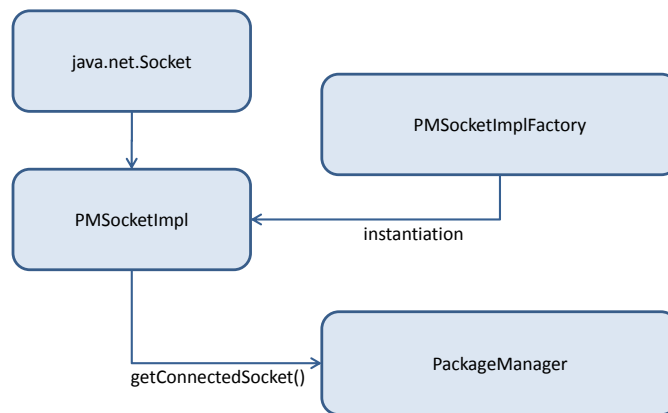 java.net.Socket
PMSocketImplFactory
PMSocketImpl
instantiation
PackageManager
getConnectedSocket()